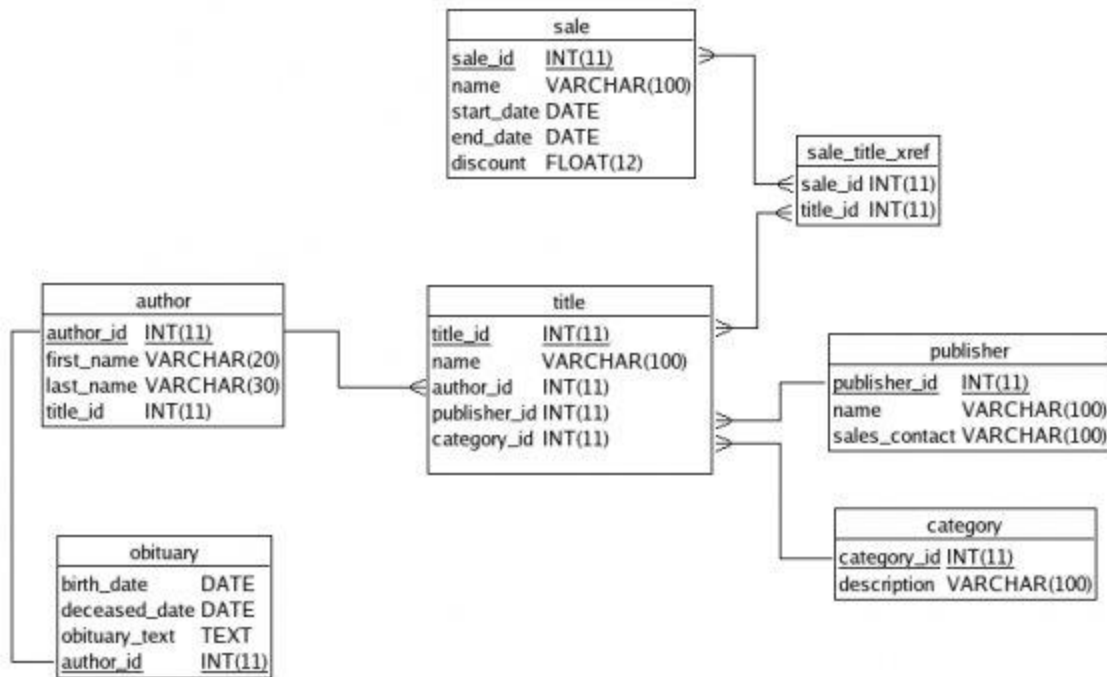 sale
sale_id INT(11)
name VARCHAR(100)
start_date DATE
end_date DATE
discount FLOAT(12)
sale_title_xref
sale_id INT(11)
title_id INT(11)
author
author_id INT(11)
first_name VARCHAR(20)
last_name VARCHAR(30)
title_id INT(11)
title
title_id INT(11)
name VARCHAR(100)
author_id INT(11)
publisher_id INT(11)
category_id INT(11)
publisher
publisher_id INT(11)
name VARCHAR(100)
sales_contact VARCHAR(100)
obituary
birth_date DATE
deceased_date DATE
obituary_text TEXT
author_id INT(11)
category
category_id INT(11)
description VARCHAR(100)